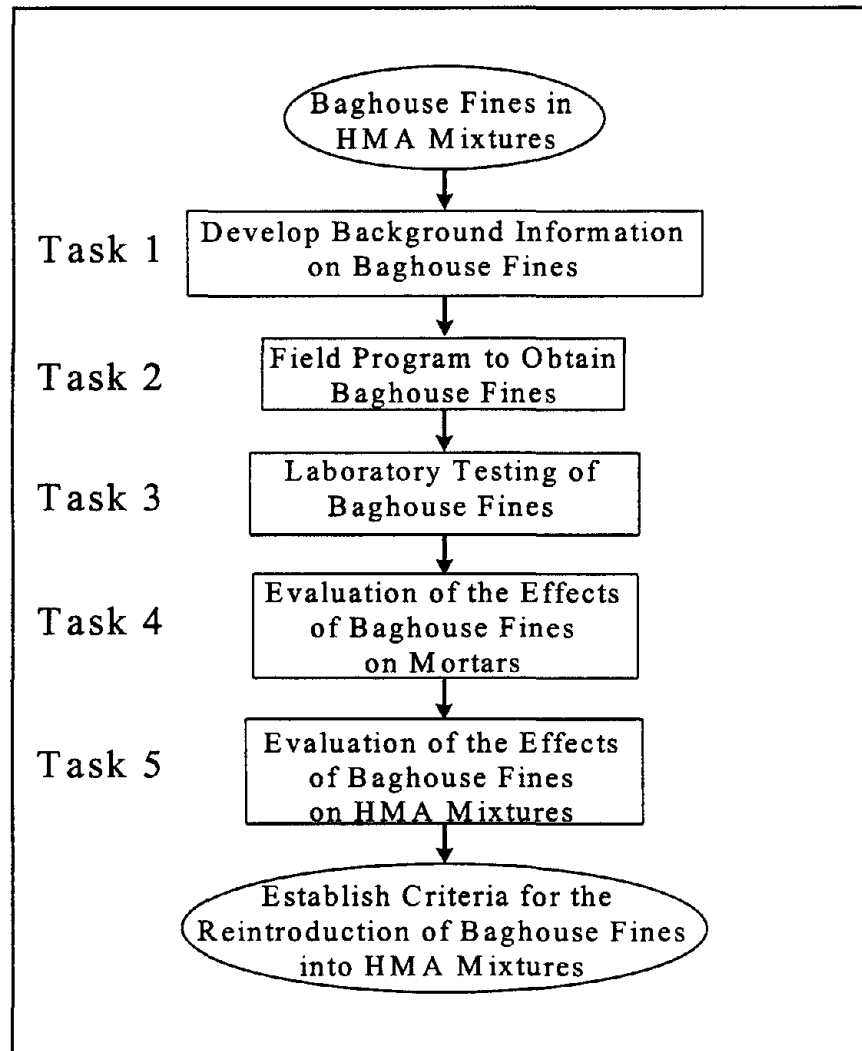 Baghouse Fines in
HMA Mixtures
Task 1
Develop Background Information
on Baghouse Fines
Task 2
Field Program to Obtain
Baghouse Fines
Task 3
Laboratory Testing of
Baghouse Fines
Task 4
Evaluation of the Effects
of Baghouse Fines
on Mortars
Task 5
Evaluation of the Effects
of Baghouse Fines
on HMA Mixtures
Establish Criteria for the
Reintroduction of Baghouse Fines
into HMA Mixtures